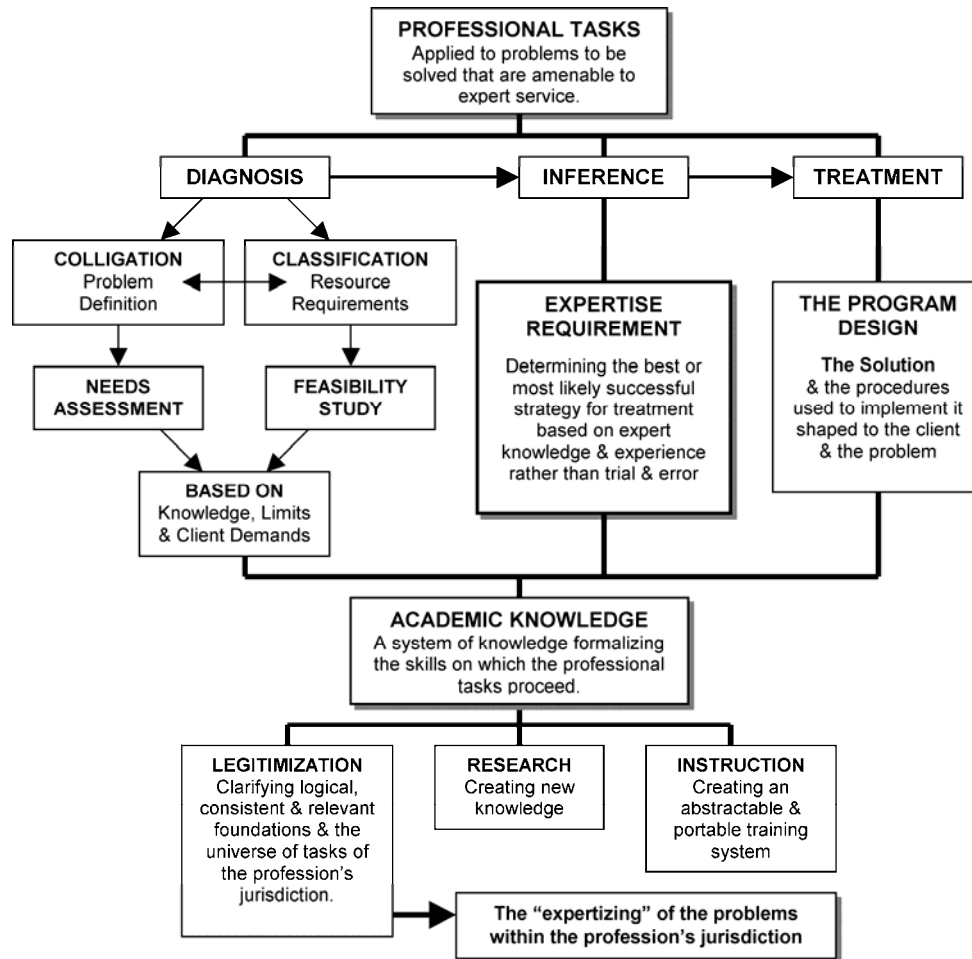 PROFESSIONAL TASKS
Applied to problems to be
solved that are amenable to
expert service.
DIAGNOSIS
INFERENCE
TREATMENT
COLLIGATION
Problem
Definition
CLASSIFICATION
Resource
Requirements
EXPERTISE
REQUIREMENT
Determining the best or
most likely successful
strategy for treatment
based on expert
knowledge & experience
rather than trial & error
THE PROGRAM
DESIGN
The Solution
& the procedures
used to implement it
shaped to the client
& the problem
NEEDS
ASSESSMENT
FEASIBILITY
STUDY
BASED ON
Knowledge, Limits
& Client Demands
ACADEMIC KNOWLEDGE
A system of knowledge formalizing
the skills on which the professional
tasks proceed.
LEGITIMIZATION
Clarifying logical,
consistent & relevant
foundations & the
universe of tasks of
the profession's
jurisdiction.
RESEARCH
Creating new
knowledge
INSTRUCTION
Creating an
abstractable &
portable training
system
The “expertizing” of the problems
within the profession's jurisdiction